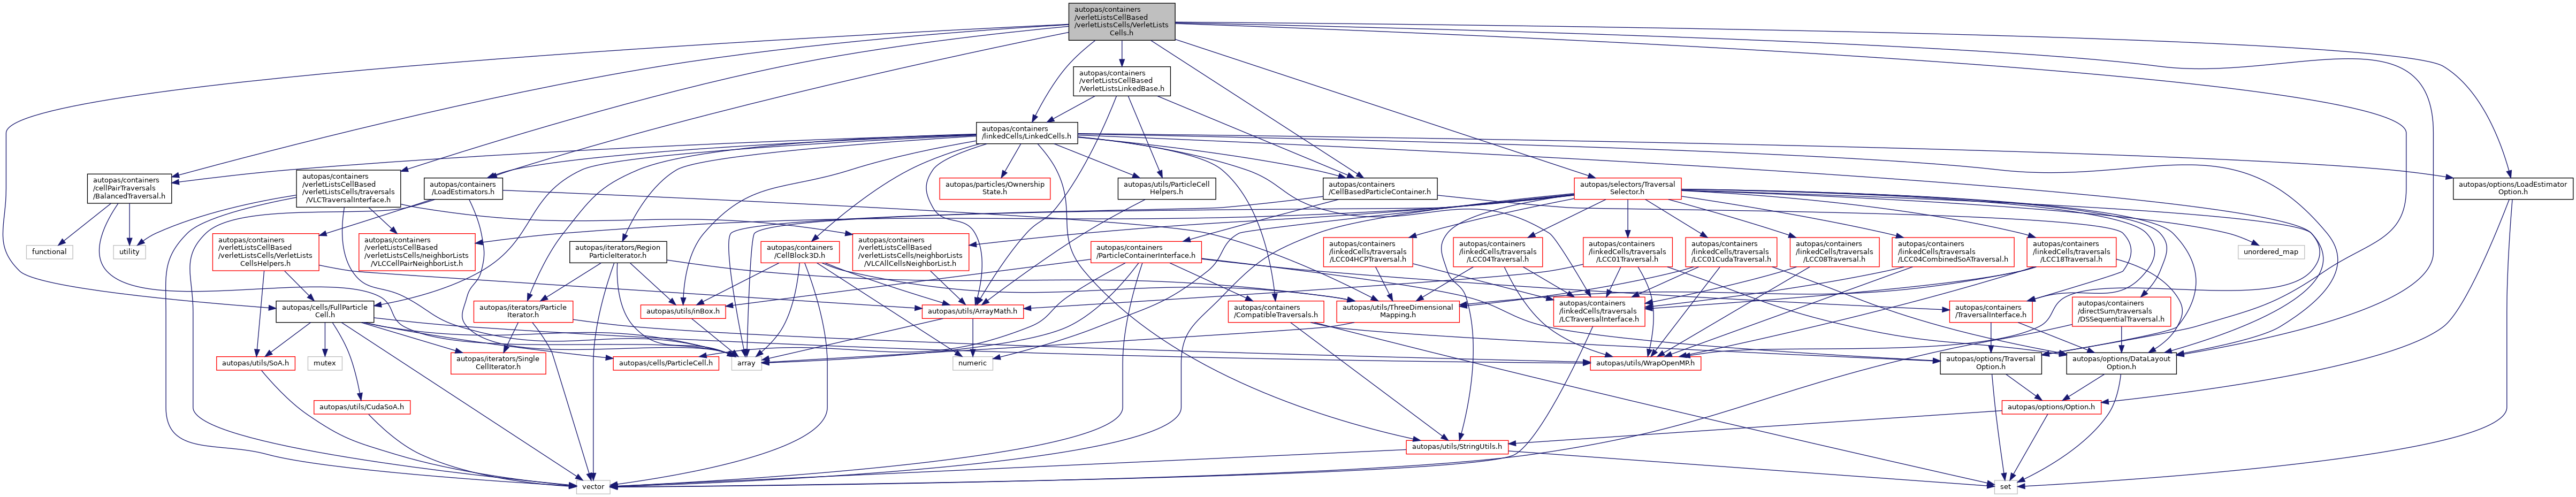 autopas/containers
/verletListsCellBased
/verletListsCells/VerletLists
Cells.h
autopas/containers
/verletListsCellBased
/VerletListsLinkedBase.h
autopas/containers
/linkedCells/LinkedCells.h
autopas/containers
/cellPairTraversals
/BalancedTraversal.h
autopas/containers
/verletListsCellBased
/verletListsCells/traversals
/VLCTraversalInterface.h
autopas/containers
/LoadEstimators.h
autopas/particles/Ownership
State.h
autopas/utils/ParticleCell
Helpers.h
autopas/containers
/CellBasedParticleContainer.h
autopas/selectors/Traversal
Selector.h
autopas/options/LoadEstimator
Option.h
functional
utility
autopas/containers
/verletListsCellBased
/verletListsCells/VerletLists
CellsHelpers.h
autopas/containers
/verletListsCellBased
/verletListsCells/neighborLists
/VLCCellPairNeighborList.h
autopas/iterators/Region
ParticleIterator.h
autopas/containers
/CellBlock3D.h
autopas/containers
/verletListsCellBased
/verletListsCells/neighborLists
/VLCAllCellsNeighborList.h
autopas/containers
/ParticleContainerInterface.h
autopas/containers
/linkedCells/traversals
/LCC04HCPTraversal.h
autopas/containers
/linkedCells/traversals
/LCC04Traversal.h
autopas/containers
/linkedCells/traversals
/LCC01Traversal.h
autopas/containers
/linkedCells/traversals
/LCC01CudaTraversal.h
autopas/containers
/linkedCells/traversals
/LCC08Traversal.h
autopas/containers
/linkedCells/traversals
/LCC04CombinedSoATraversal.h
autopas/containers
/linkedCells/traversals
/LCC18Traversal.h
unordered_map
autopas/cells/FullParticle
Cell.h
autopas/iterators/Particle
Iterator.h
autopas/utils/inBox.h
autopas/utils/ArrayMath.h
autopas/containers
/CompatibleTraversals.h
autopas/utils/ThreeDimensional
Mapping.h
autopas/containers
/linkedCells/traversals
/LCTraversalInterface.h
autopas/containers
/TraversalInterface.h
autopas/containers
/directSum/traversals
/DSSequentialTraversal.h
autopas/utils/SoA.h
mutex
autopas/iterators/Single
CellIterator.h
autopas/cells/ParticleCell.h
array
numeric
autopas/utils/WrapOpenMP.h
autopas/options/Traversal
Option.h
autopas/options/DataLayout
Option.h
autopas/utils/CudaSoA.h
autopas/options/Option.h
autopas/utils/StringUtils.h
vector
set